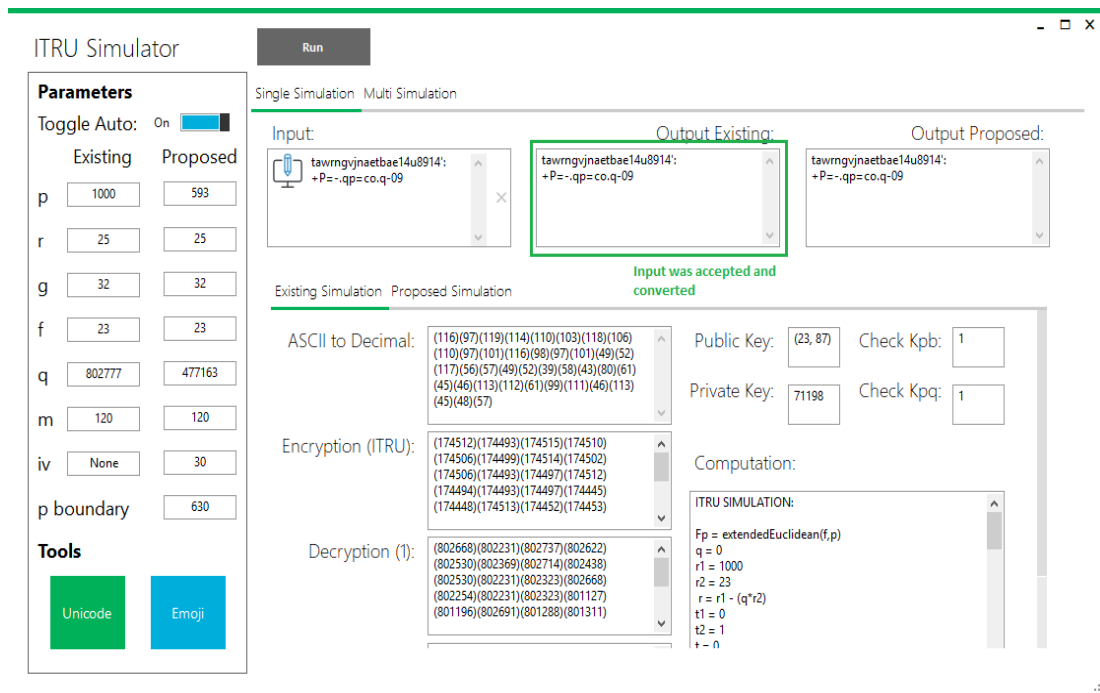 ITRU Simulator
Run
Parameters
Toggle Auto: On
Existing Proposed
p 1000 593
r 25 25
g 32 32
f 23 23
q 802777 477163
m 120 120
iv None 30
p boundary 630
Tools
Unicode Emoji
Single Simulation Multi Simulation
Input: Output Existing: Output Proposed:
tawrngvjnaetbae14u8914':
+P=-.qp=co.q-09
tawrngvjnaetbae14u8914':
+P=-.qp=co.q-09
tawrngvjnaetbae14u8914':
+P=-.qp=co.q-09
Input was accepted and
converted
Existing Simulation Proposed Simulation
ASCII to Decimal:
(116)(97)(119)(114)(110)(103)(118)(106)
(110)(97)(101)(116)(98)(97)(101)(49)(52)
(117)(56)(57)(49)(52)(39)(58)(43)(80)(61)
(45)(46)(113)(112)(61)(99)(111)(46)(113)
(45)(48)(57)
Encryption (ITRU):
(174512)(174493)(174515)(174510)
(174506)(174499)(174514)(174502)
(174506)(174493)(174497)(174512)
(174494)(174493)(174497)(174445)
(174448)(174513)(174452)(174453)
Decryption (1):
(802668)(802231)(802737)(802622)
(802530)(802369)(802714)(802438)
(802530)(802231)(802323)(802668)
(802254)(802231)(802323)(801127)
(801196)(802691)(801288)(801311)
Public Key: (23, 87) Check Kpb: 1
Private Key: 71198 Check Kpq: 1
Computation:
ITRU SIMULATION:
Fp = extendedEuclidean(f,p)
q = 0
r1 = 1000
r2 = 23
r = r1 - (q*r2)
t1 = 0
t2 = 1
t = 0